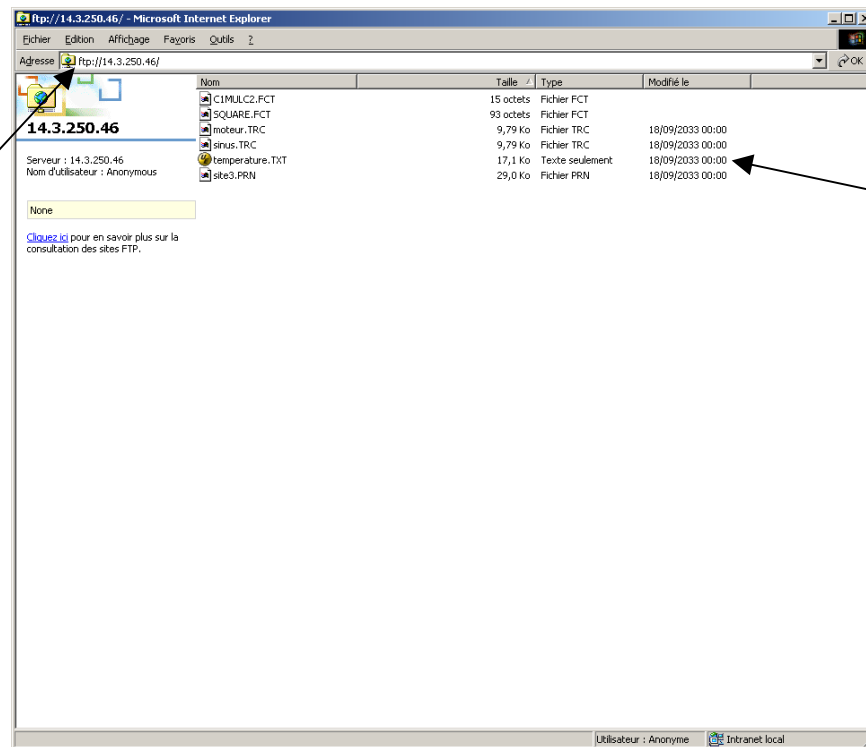 ftp://14.3.250.46/ - Microsoft Internet Explorer
Fichier Edition Affichage Favoris Outils ?
Adresse ftp://14.3.250.46/ OK
Nom Taille Type Modifié le
C1MULC2.FCT 15 octets Fichier FCT
SQUARE.FCT 93 octets Fichier FCT
moteur.TRC 9,79 Ko Fichier TRC 18/09/2033 00:00
sinus.TRC 9,79 Ko Fichier TRC 18/09/2033 00:00
temperature.TXT 17,1 Ko Texte seulement 18/09/2033 00:00
site3.PRN 29,0 Ko Fichier PRN 18/09/2033 00:00
14.3.250.46
Serveur : 14.3.250.46
Nom d'utilisateur : Anonymous
None
Cliquez ici pour en savoir plus sur la
consultation des sites FTP.
Utilisateur : Anonyme Intranet local